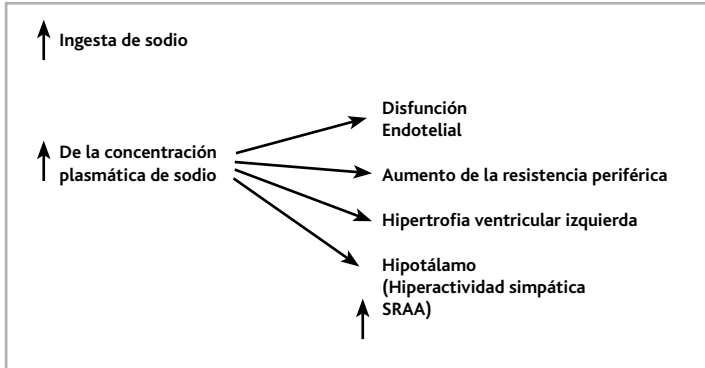 Ingesta de sodio
De la concentración
plasmática de sodio
Disfunción
Endotelial
Aumento de la resistencia periférica
Hipertrofia ventricular izquierda
Hipotálamo
(Hiperactividad simpática
SRAA)